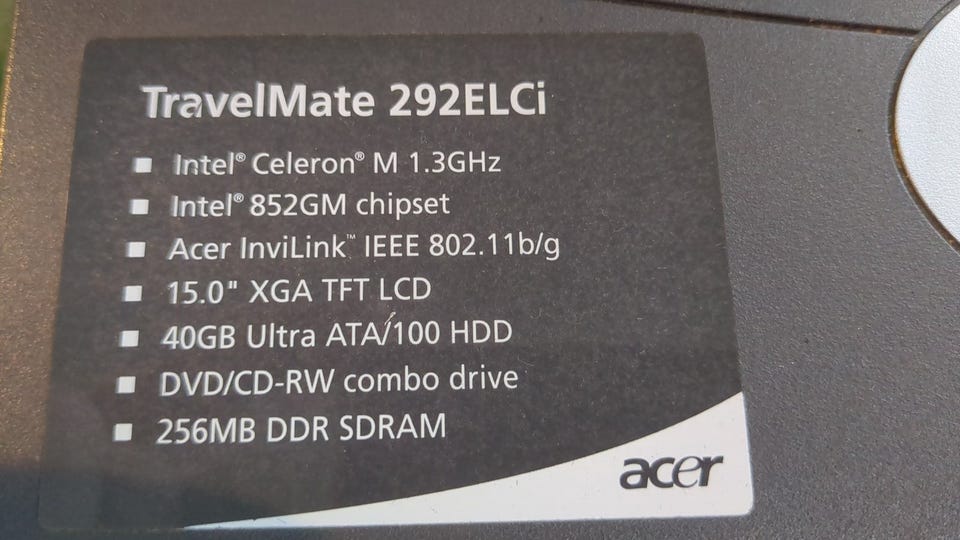 TravelMate 292ELCi
■ Intel® Celeron® M 1.3GHz
■ Intel® 852GM chipset
■ Acer InviLink™ IEEE 802.11b/g
■ 15.0" XGA TFT LCD
■ 40GB Ultra ATA/100 HDD
■ DVD/CD-RW combo drive
■ 256MB DDR SDRAM
acer